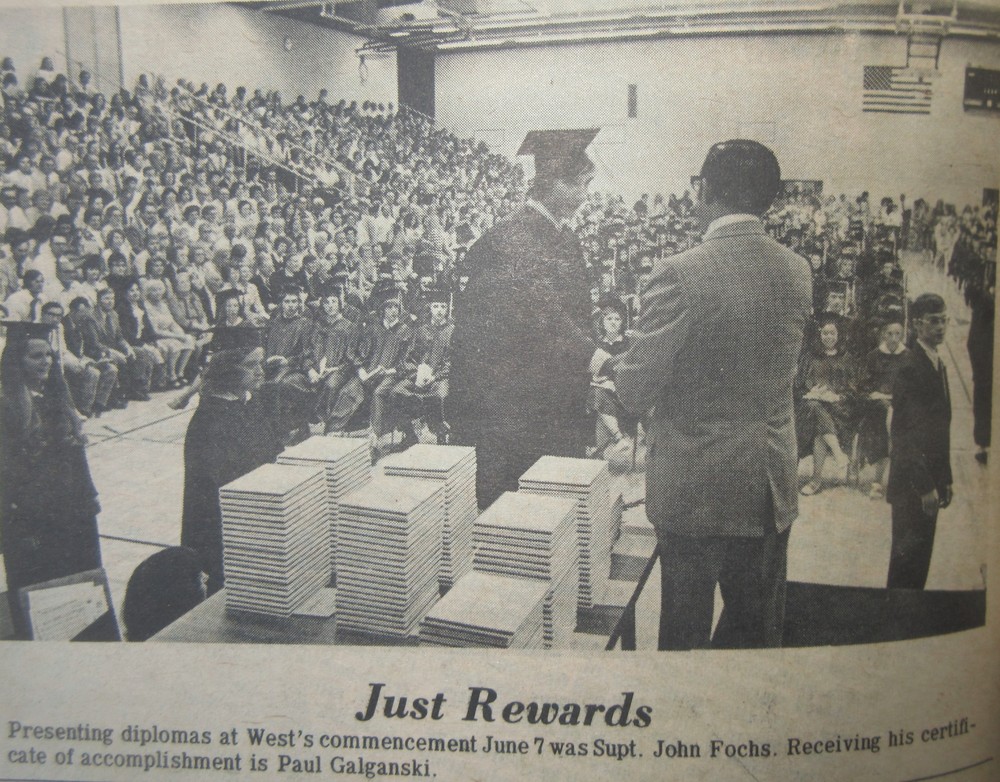 Just Rewards
Presenting diplomas at West's commencement June 7 was Supt. John Fochs. Receiving his certifi-
cate of accomplishment is Paul Galganski.